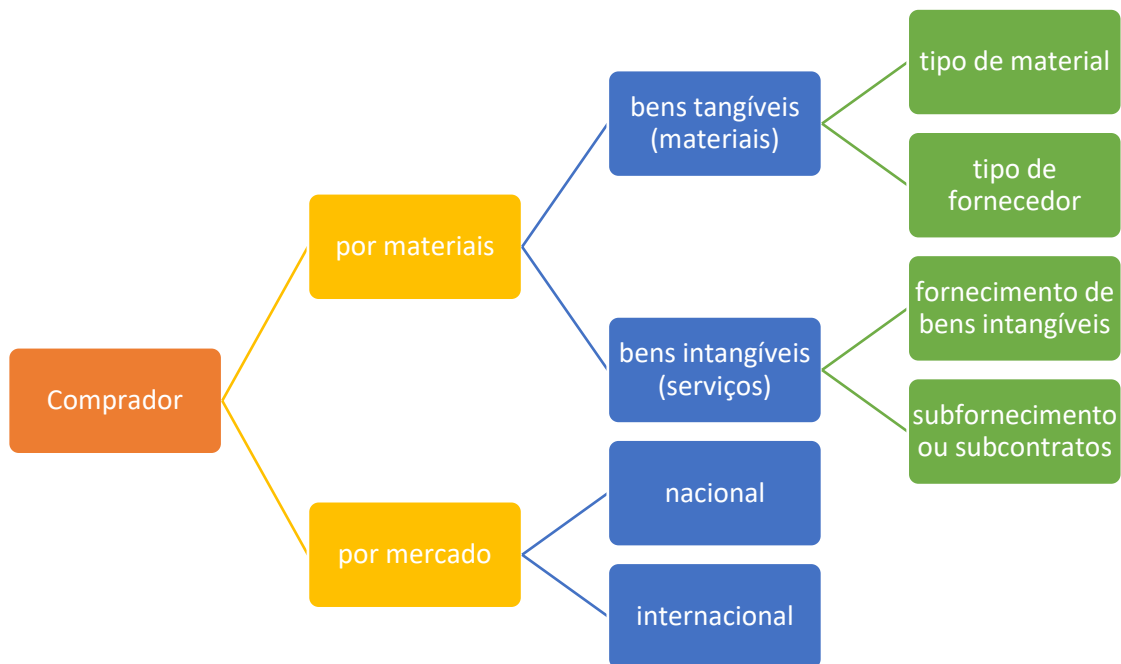 Comprador
por materiais
bens tangíveis
(materiais)
tipo de material
tipo de
fornecedor
bens intangíveis
(serviços)
fornecimento de
bens intangíveis
subfornecimento
ou subcontratos
por mercado
nacional
internacional